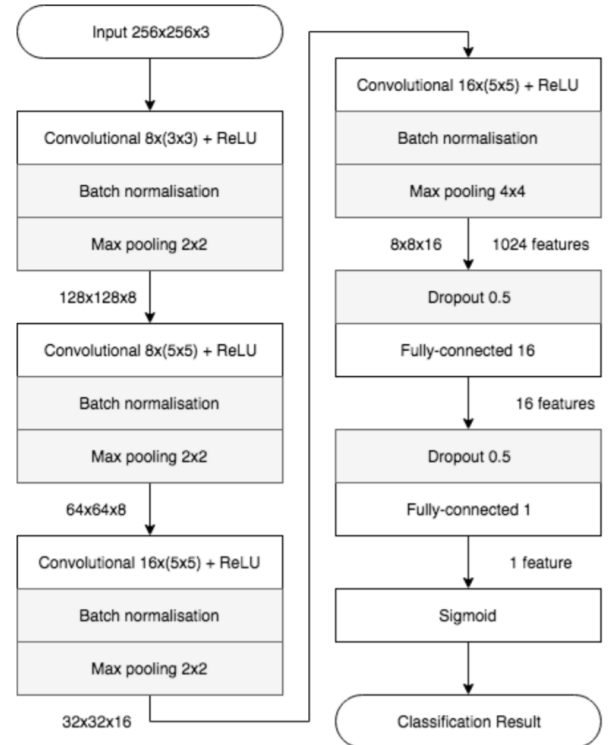 Input 256x256x3
Convolutional 8x(3x3) + ReLU
Batch normalisation
Max pooling 2x2
128x128x8
Convolutional 8x(5x5) + ReLU
Batch normalisation
Max pooling 2x2
64x64x8
Convolutional 16x(5x5) + ReLU
Batch normalisation
Max pooling 2x2
32x32x16
Convolutional 16x(5x5) + ReLU
Batch normalisation
Max pooling 4x4
8x8x16 1024 features
Dropout 0.5
Fully-connected 16
16 features
Dropout 0.5
Fully-connected 1
1 feature
Sigmoid
Classification Result